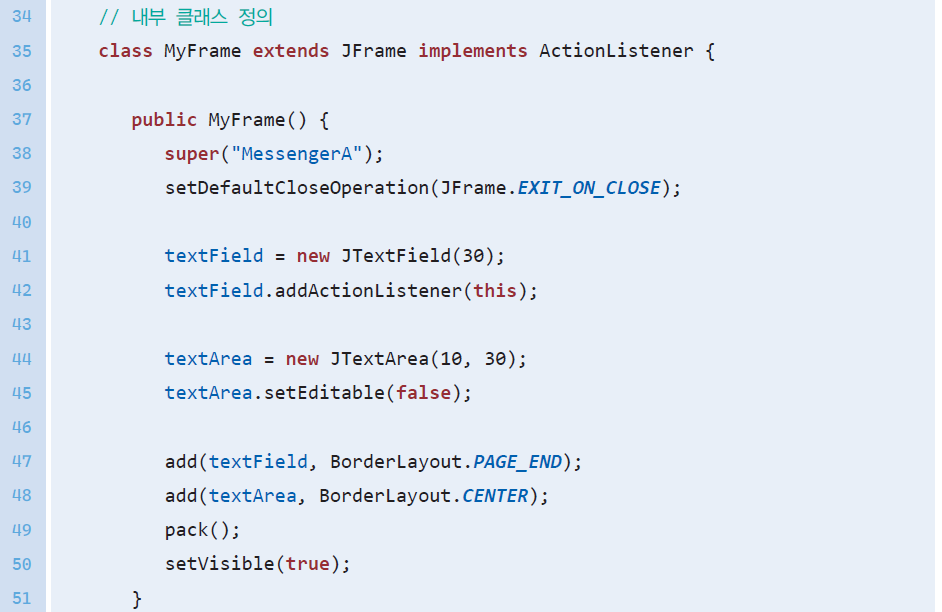 34 // 내부 클래스 정의
35 class MyFrame extends JFrame implements ActionListener {
36
37 public MyFrame() {
38 super("MessengerA");
39 setDefaultCloseOperation(JFrame.EXIT_ON_CLOSE);
40
41 textField = new JTextField(30);
42 textField.addActionListener(this);
43
44 textArea = new JTextArea(10, 30);
45 textArea.setEditable(false);
46
47 add(textField, BorderLayout.PAGE_END);
48 add(textArea, BorderLayout.CENTER);
49 pack();
50 setVisible(true);
51 }